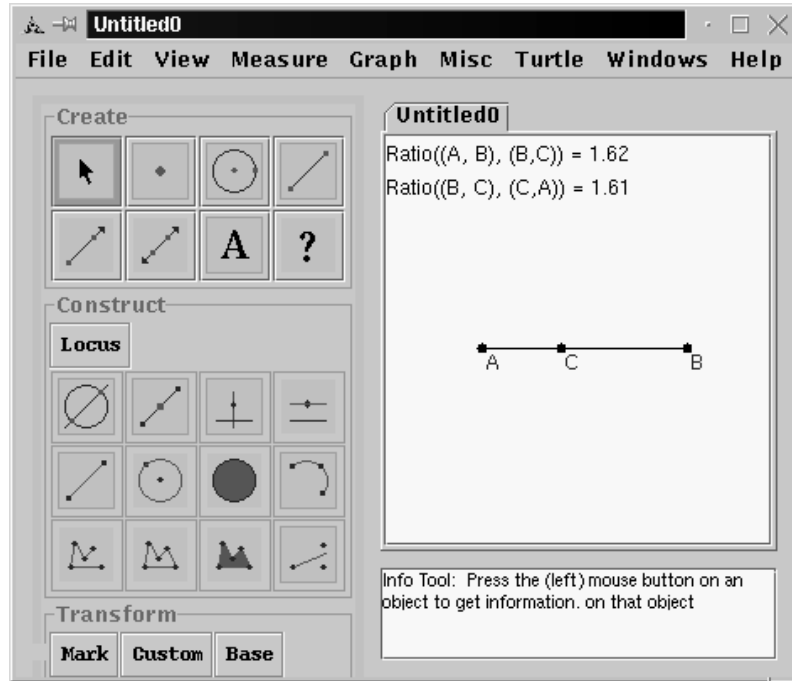 Untitled0
File Edit View Measure Graph Misc Turtle Windows Help
Create
A ?
Construct
Locus
Transform
Mark Custom Base
Untitled0
Ratio((A, B), (B,C)) = 1.62
Ratio((B, C), (C,A)) = 1.61
A C B
Info Tool: Press the (left) mouse button on an
object to get information. on that object